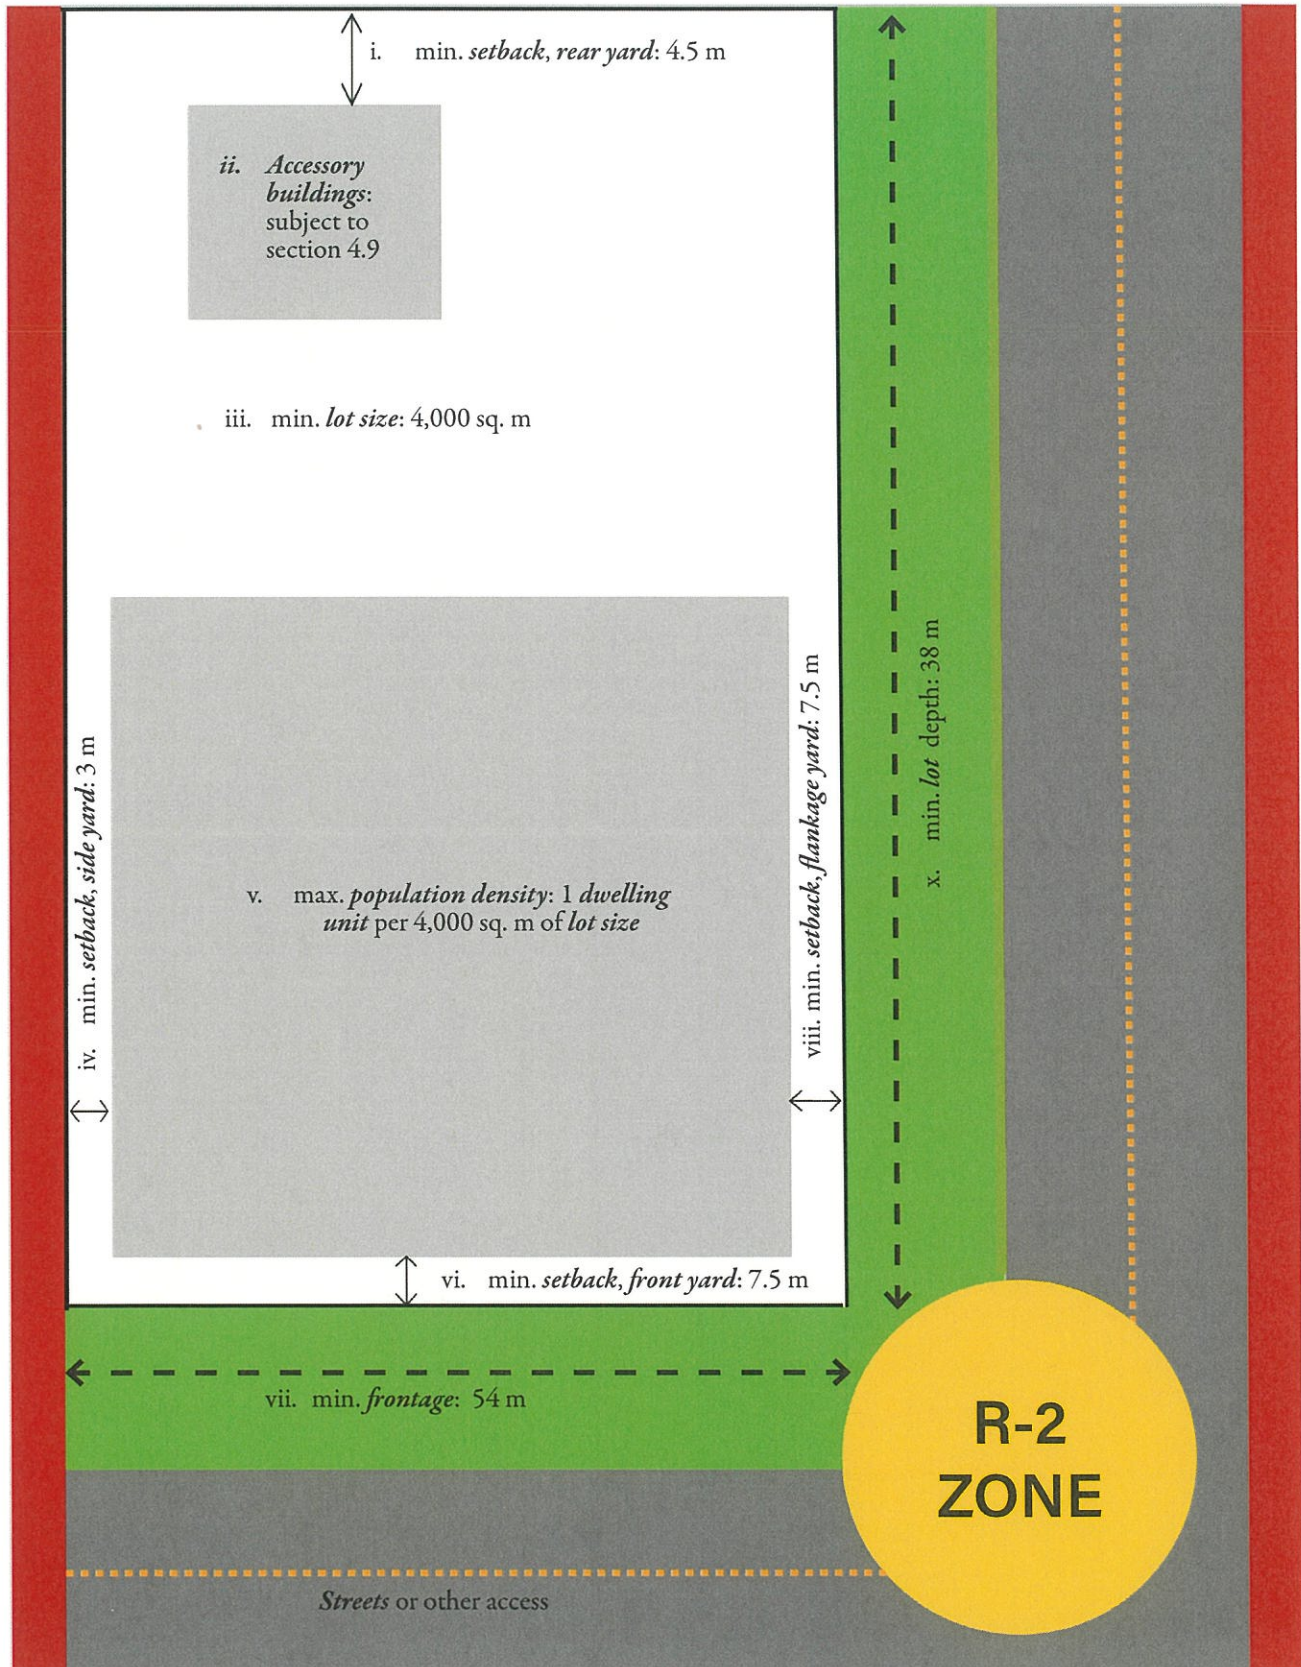 i. min. setback, rear yard: 4.5 m
ii. Accessory
buildings:
subject to
section 4.9
iii. min. lot size: 4,000 sq. m
iv. min. setback, side yard: 3 m
v. max. population density: 1 dwelling
unit per 4,000 sq. m of lot size
viii. min. setback, flankage yard: 7.5 m
x. min. lot depth: 38 m
vi. min. setback, front yard: 7.5 m
vii. min. frontage: 54 m
R-2
ZONE
Streets or other access